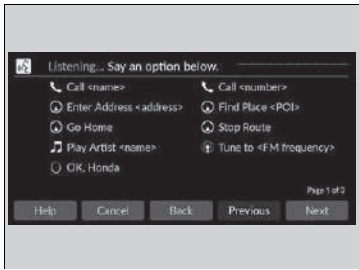 Listening... Say an option below.
Call <name>
Call <number>
Enter Address <address>
Find Place <POI>
Go Home
Stop Route
Play Artist <name>
Tune to <FM frequency>
OK, Honda
Page 1 of 2
Help Cancel Back Previous Next